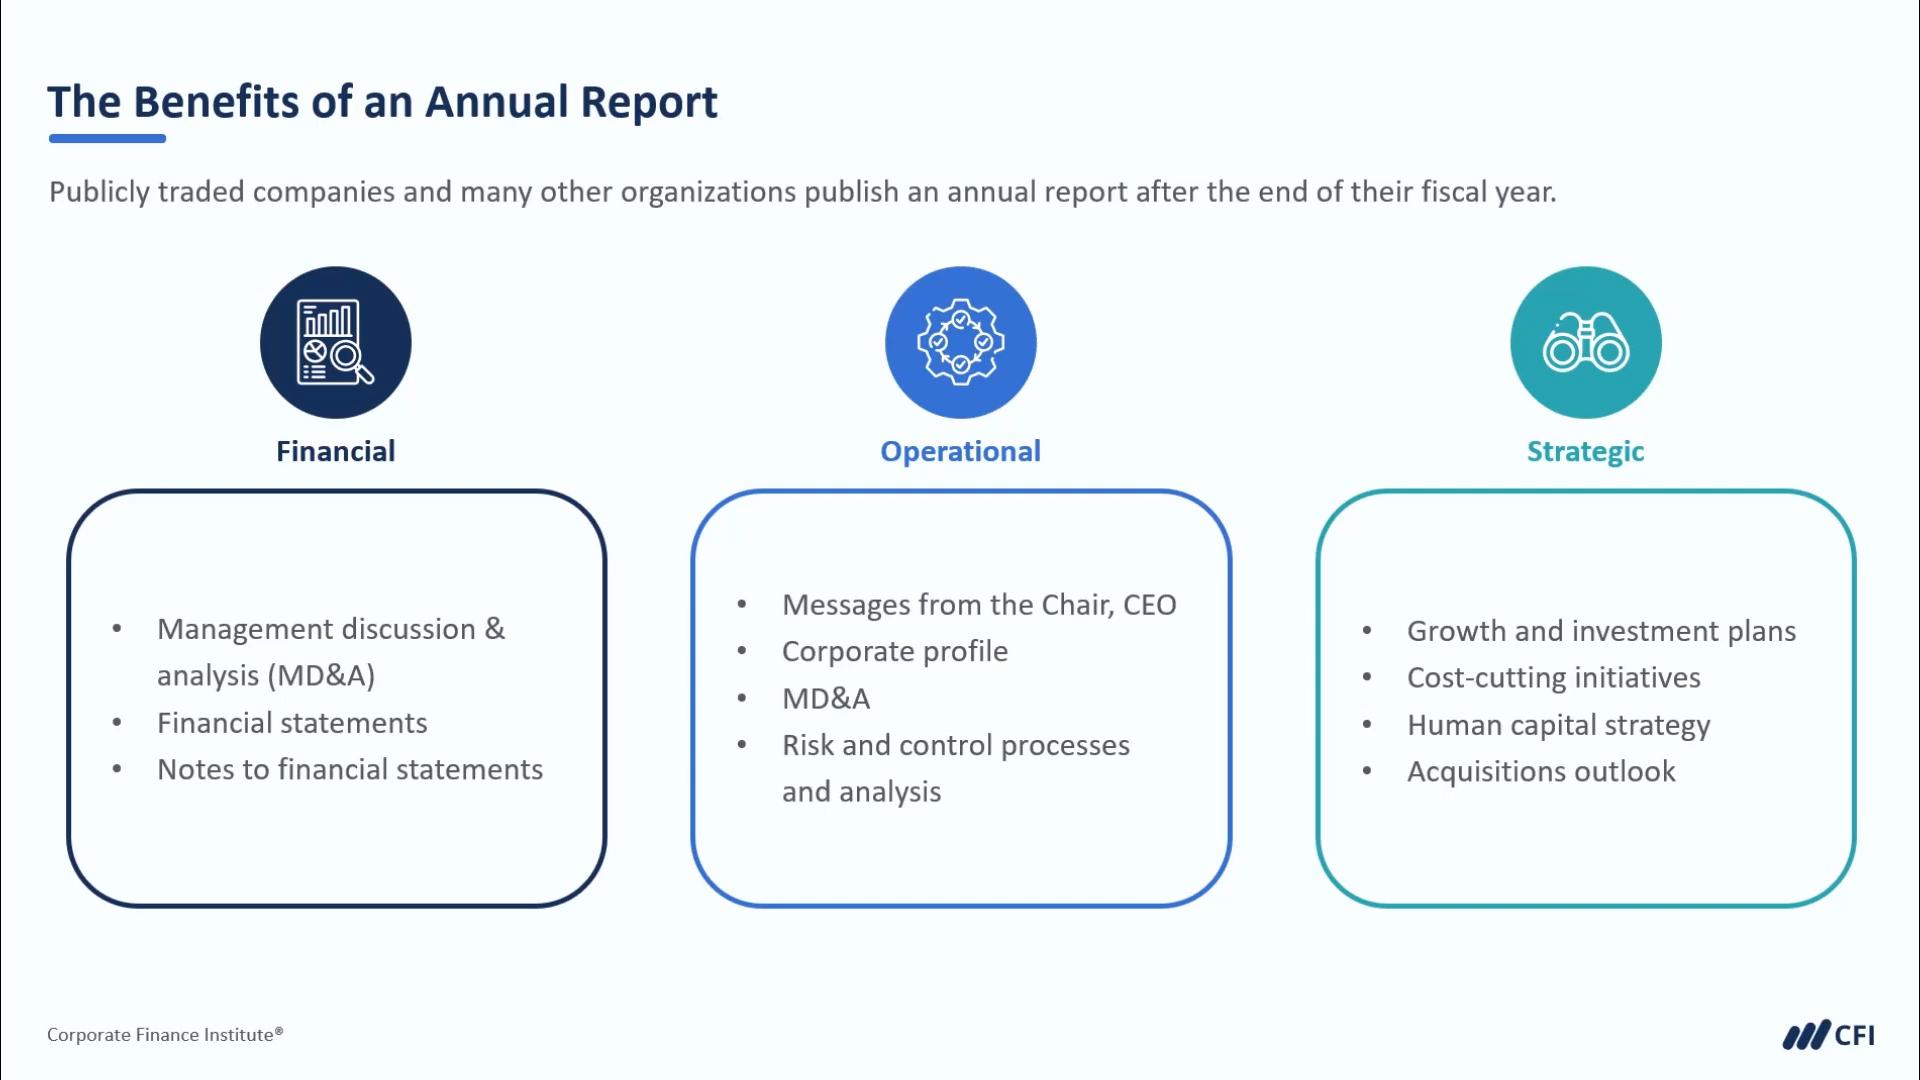 The Benefits of an Annual Report
Publicly traded companies and many other organizations publish an annual report after the end of their fiscal year.
Financial
• Management discussion &
analysis (MD&A)
• Financial statements
• Notes to financial statements
Operational
• Messages from the Chair, CEO
• Corporate profile
• MD&A
• Risk and control processes
and analysis
Strategic
• Growth and investment plans
• Cost-cutting initiatives
• Human capital strategy
• Acquisitions outlook
Corporate Finance Institute®
CFI